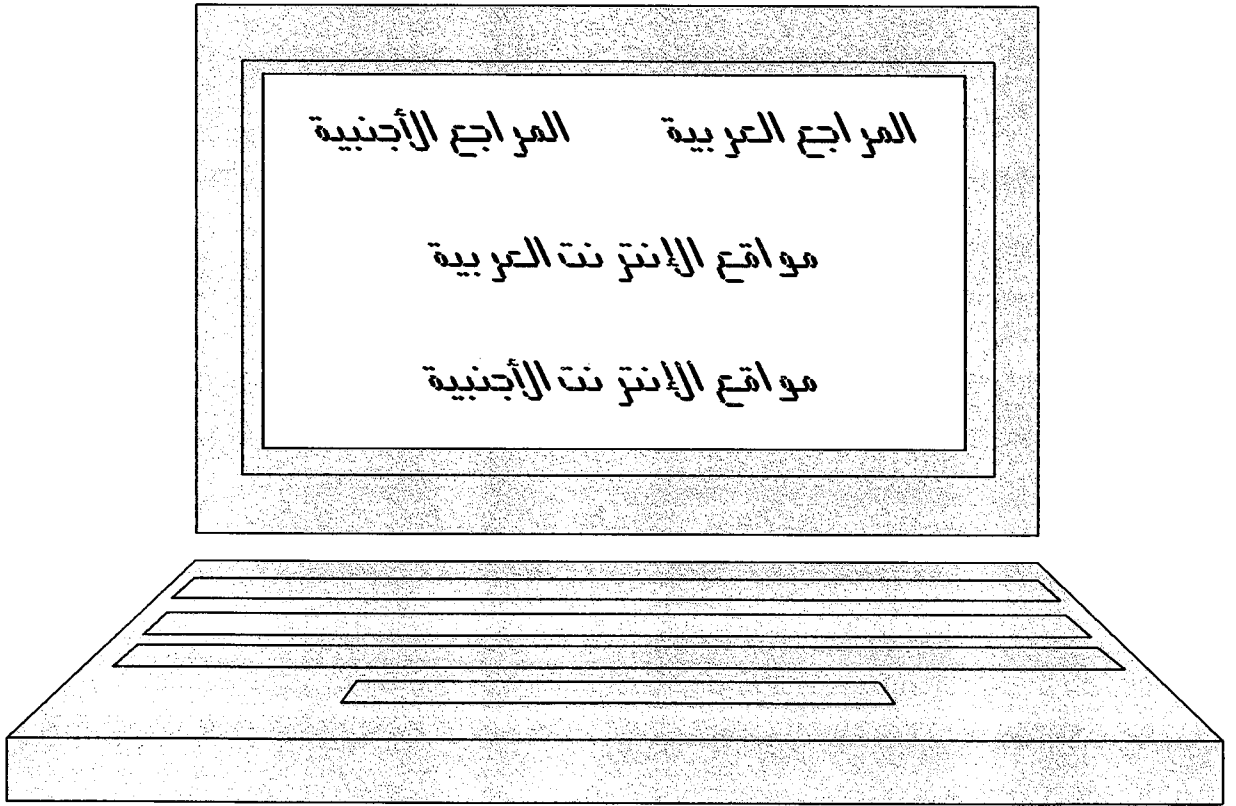 المراجع العربية المراجع الأجنبية
مواقع الإنترنت العربية
مواقع الإنترنت الأجنبية